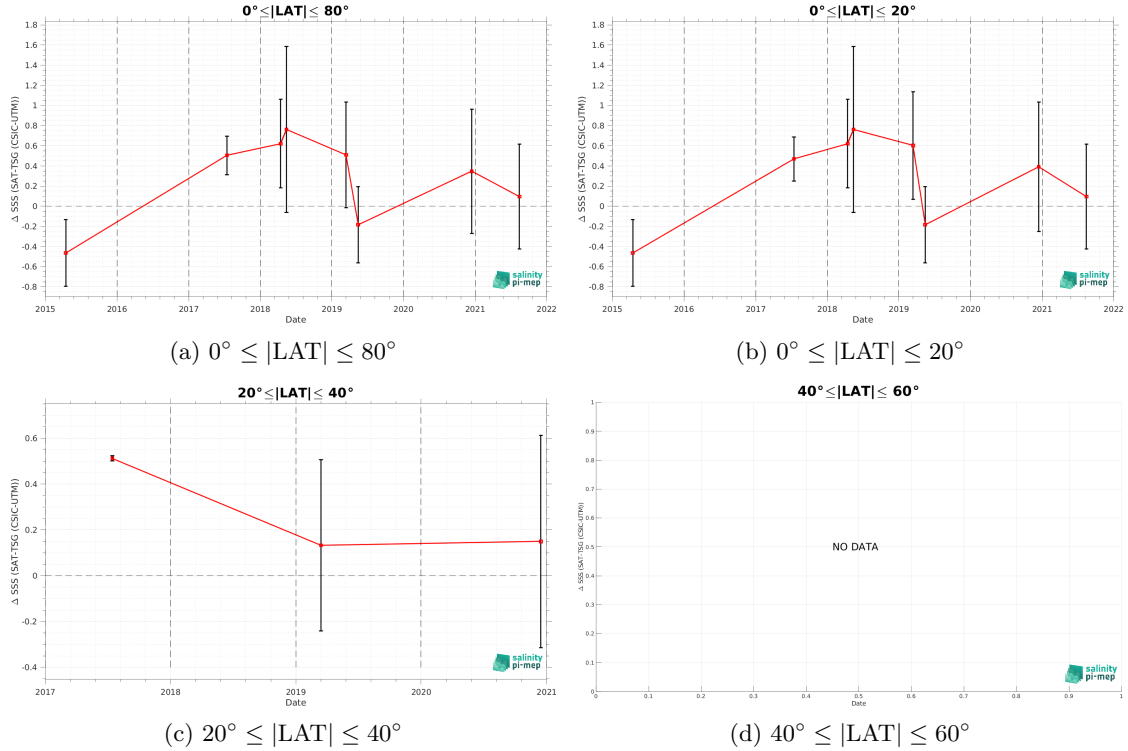 0°≤|LAT|≤ 80°
Δ SSS (SAT-TSG (CSIC-UTM))
1.8
1.6
1.4
1.2
1
0.8
0.6
0.4
0.2
0
-0.2
-0.4
-0.6
-0.8
2015 2016 2017 2018 2019 2020 2021 2022
Date
salinity
pi-mep
(a) 0° ≤ |LAT| ≤ 80°
0°≤|LAT|≤ 20°
Δ SSS (SAT-TSG (CSIC-UTM))
1.8
1.6
1.4
1.2
1
0.8
0.6
0.4
0.2
0
-0.2
-0.4
-0.6
-0.8
2015 2016 2017 2018 2019 2020 2021 2022
Date
salinity
pi-mep
(b) 0° ≤ |LAT| ≤ 20°
20°≤|LAT|≤ 40°
Δ SSS (SAT-TSG (CSIC-UTM))
0.6
0.4
0.2
0
-0.2
-0.4
2017 2018 2019 2020 2021
Date
salinity
pi-mep
(c) 20° ≤ |LAT| ≤ 40°
40°≤|LAT|≤ 60°
Δ SSS (SAT-TSG (CSIC-UTM))
1
0.9
0.8
0.7
0.6
0.5
0.4
0.3
0.2
0.1
0
NO DATA
0 0.1 0.2 0.3 0.4 0.5 0.6 0.7 0.8 0.9 1
Date
salinity
pi-mep
(d) 40° ≤ |LAT| ≤ 60°